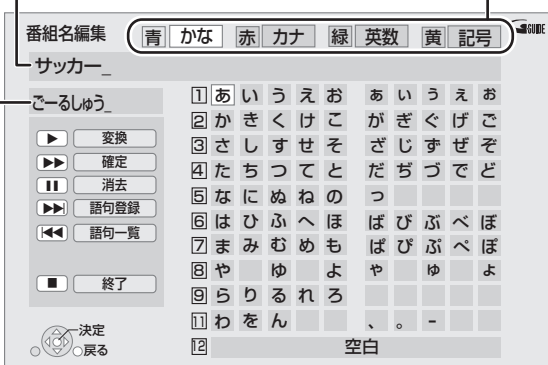 番組名編集 青 かな 赤 カナ 緑 英数 黄 記号 GUIDE
サッカー_
ごーるしゅう_
▶ 変換
▶▶ 確定
❚❚ 消去
▶▶| 語句登録
|◀◀ 語句一覧
■ 終了
決定
戻る
1 あ い う え お ぁ ぃ ぅ ぇ ぉ
2 か き く け こ が ぎ ぐ げ ご
3 さ し す せ そ ざ じ ず ぜ ぞ
4 た ち つ て と だ ぢ づ で ど
5 な に ぬ ね の っ
6 は ひ ふ へ ほ ば び ぶ べ ぼ
7 ま み む め も ぱ ぴ ぷ ぺ ぽ
8 や ゆ よ ゃ ゅ ょ
9 ら り る れ ろ
11 わ を ん 、 。 -
12 空白